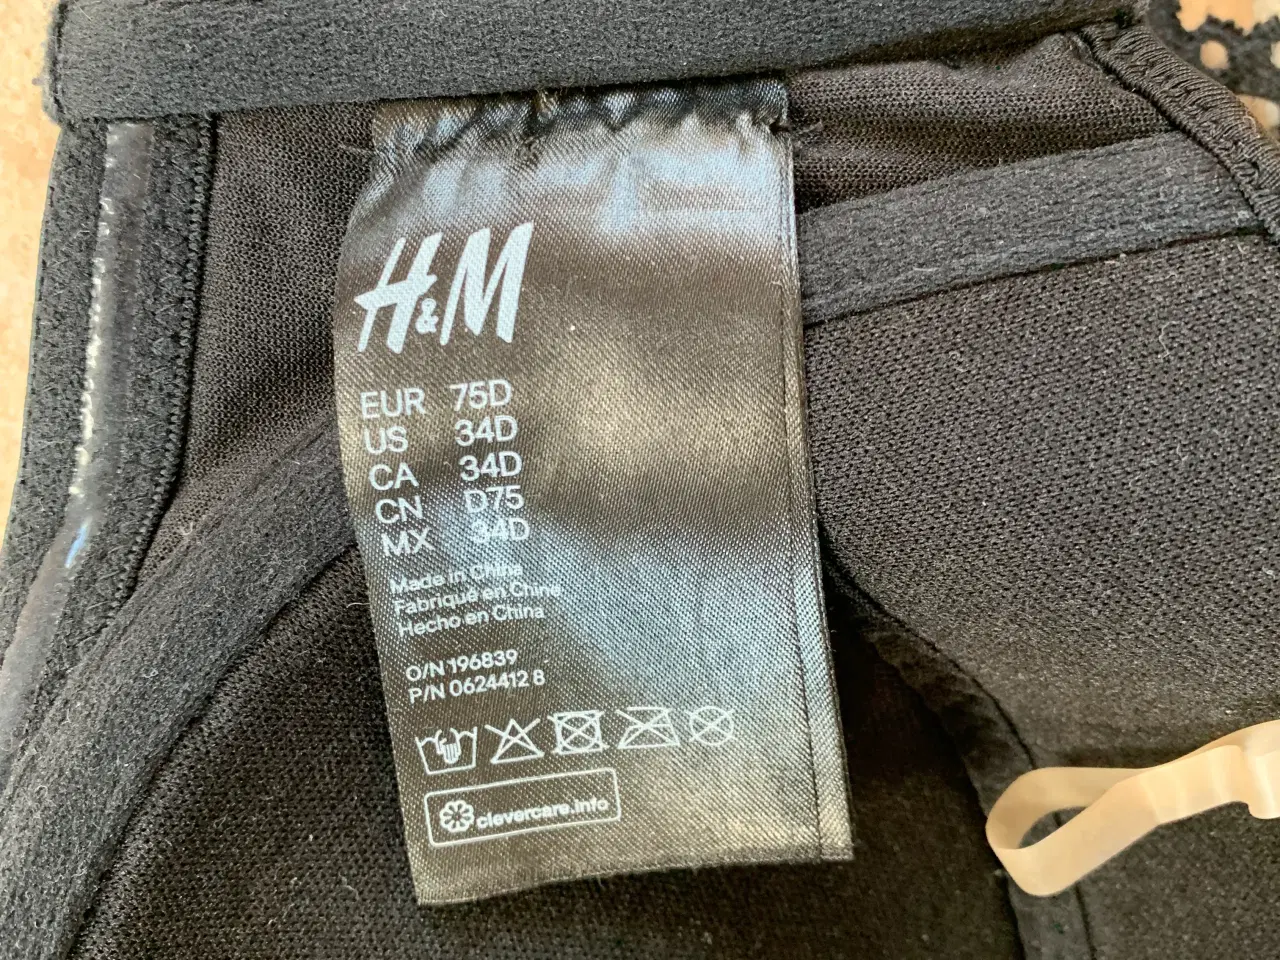 H&M
EUR 75D
US 34D
CA 34D
CN D75
MX 34D
Made in China
Fabriqué en Chine
Hecho en China
O/N 196839
P/N 0624412 8
clevercare.info